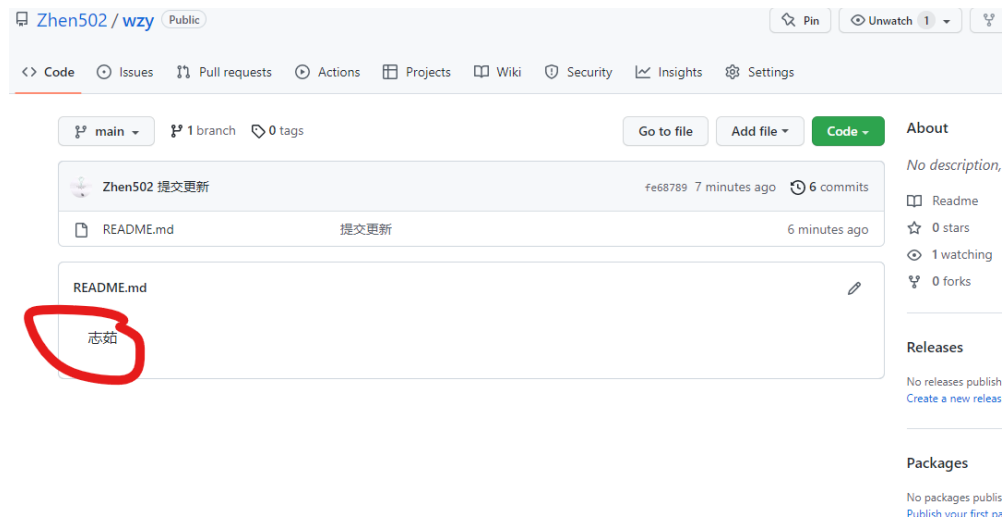 Zhen502 / wzy Public
Pin
Unwatch 1
Code Issues Pull requests Actions Projects Wiki Security Insights Settings
main 1 branch 0 tags
Go to file Add file Code
Zhen502 提交更新 fe68789 7 minutes ago 6 commits
README.md 提交更新 6 minutes ago
README.md
志茹
About
No description,
Readme
0 stars
1 watching
0 forks
Releases
No releases publish
Create a new releas
Packages
No packages publis
Publish your first pa